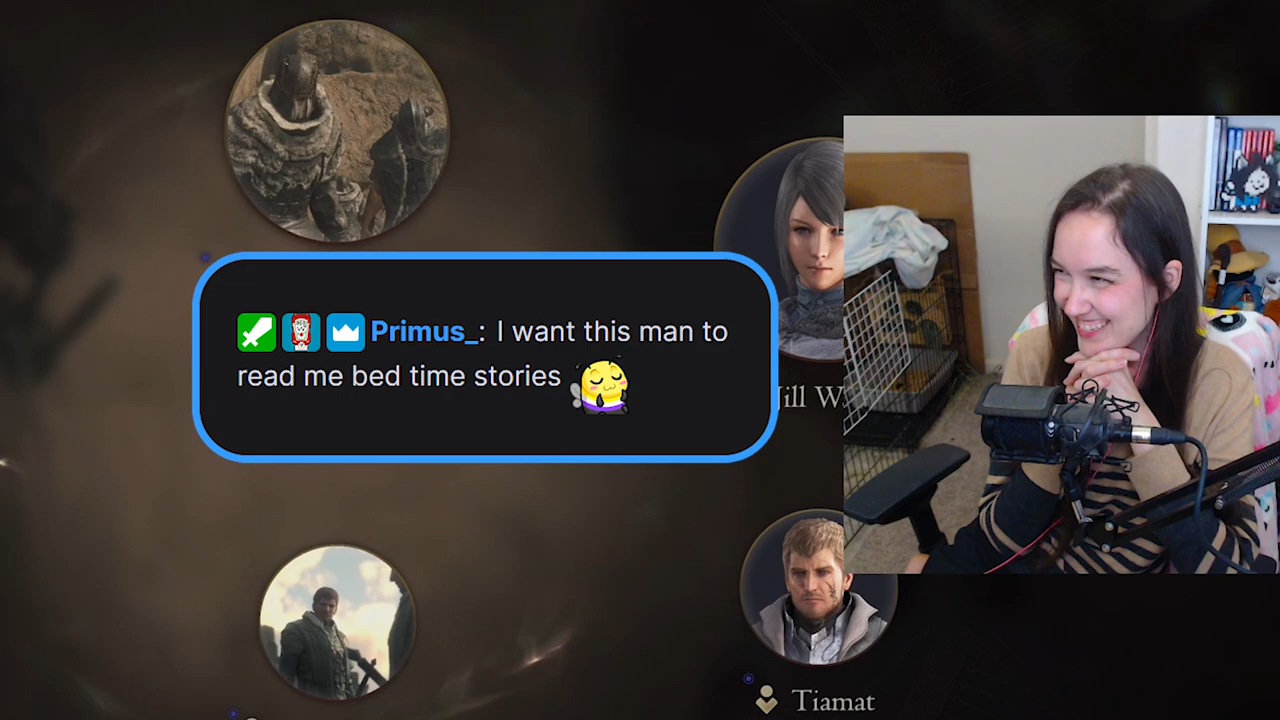 Primus_: I want this man to
read me bed time stories
Jill W
Tiamat